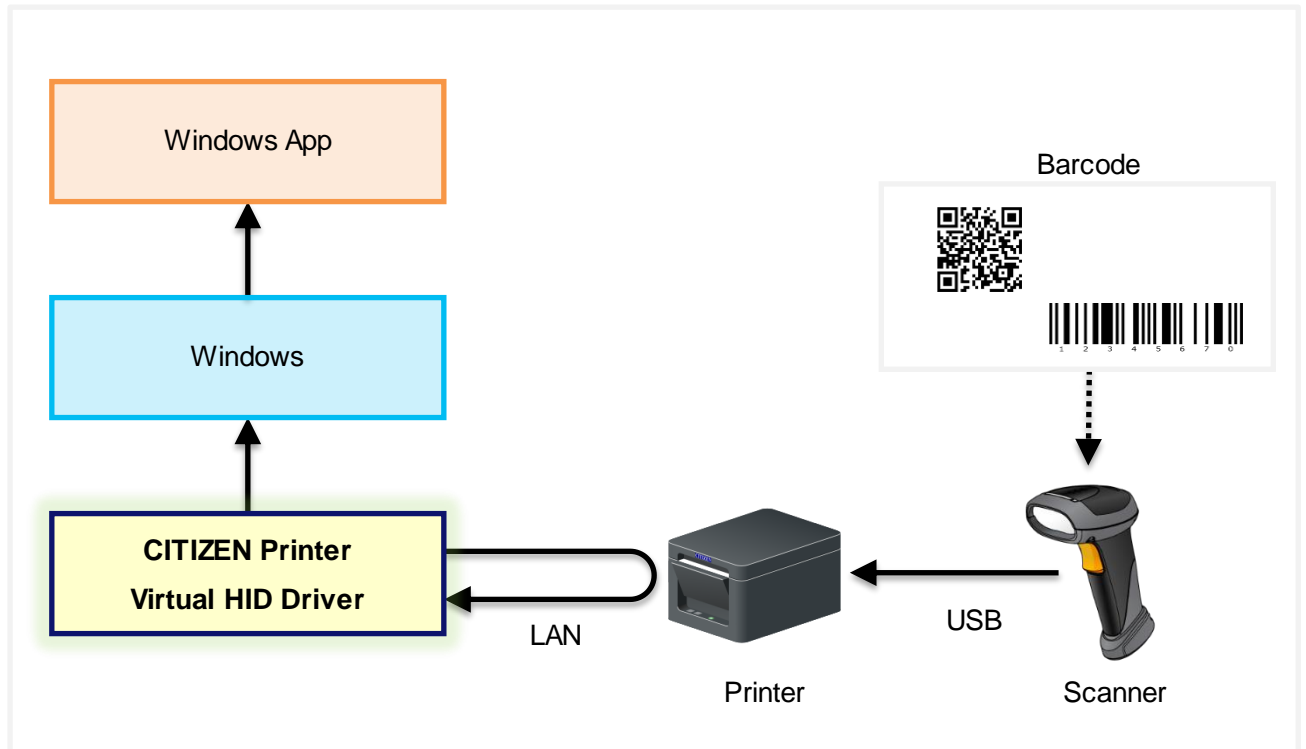 Windows App
Barcode
Windows
1 2 3 4 5 6 7 0
CITIZEN Printer
Virtual HID Driver
LAN
USB
CITIZEN
Printer
Scanner